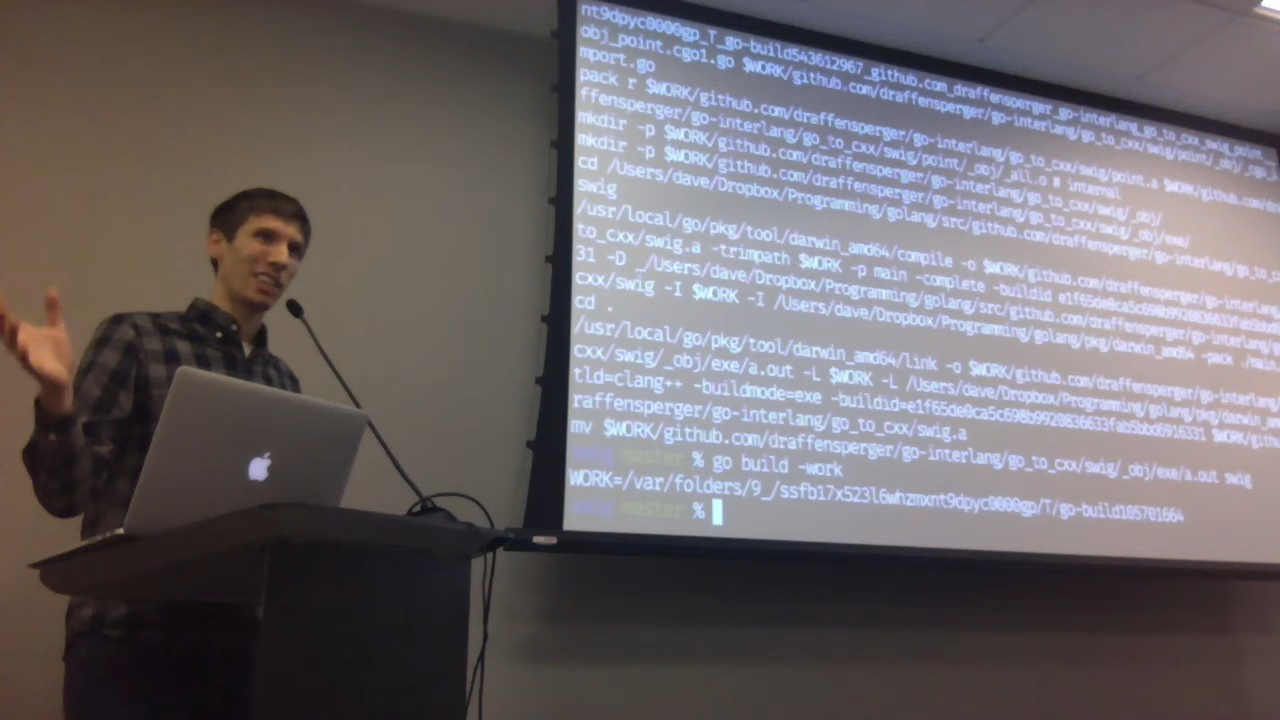 nt9dpyc0000gp_T_go-build543612967_github.com_draffensperger_go-interlang_go_to_cxx_swig_point_
obj_point.cgo1.go $WORK/github.com/draffensperger/go-interlang/go_to_cxx/swig/point/_obj/_cgo_i
mport.go
pack r $WORK/github.com/draffensperger/go-interlang/go_to_cxx/swig/point.a $WORK/github.com/dra
ffensperger/go-interlang/go_to_cxx/swig/point/_obj/_all.o # internal
mkdir -p $WORK/github.com/draffensperger/go-interlang/go_to_cxx/swig/_obj/
mkdir -p $WORK/github.com/draffensperger/go-interlang/go_to_cxx/swig/_obj/exe/
cd /Users/dave/Dropbox/Programming/golang/src/github.com/draffensperger/go-interlang/go_to_cxx/
swig
/usr/local/go/pkg/tool/darwin_amd64/compile -o $WORK/github.com/draffensperger/go-interlang/go_
to_cxx/swig.a -trimpath $WORK -p main -complete -buildid
31 -D _/Users/dave/Dropbox/Programming/golang/src/github.com/draffensperger/go-interlang/go_to_
cxx/swig -I $WORK -I /Users/dave/Dropbox/Programming/golang/pkg/darwin_amd64 -pack ./main.
cd .
/usr/local/go/pkg/tool/darwin_amd64/link -o $WORK/github.com/draffensperger/go-interlang/go_to_
cxx/swig/_obj/exe/a.out -L $WORK -L /Users/dave/Dropbox/Programming/golang/pkg/darwin_am
tld=clang++ -buildmode=exe -buildid=e1f65de0ca5c698b9920836633fab5bbd6916331 $WORK/gith
raffensperger/go-interlang/go_to_cxx/swig.a
mv $WORK/github.com/draffensperger/go-interlang/go_to_cxx/swig/_obj/exe/a.out swig
swig master % go build -work
WORK=/var/folders/9_/ssfb17x523l6whzmxnt9dpyc0000gp/T/go-build105701664
swig master %